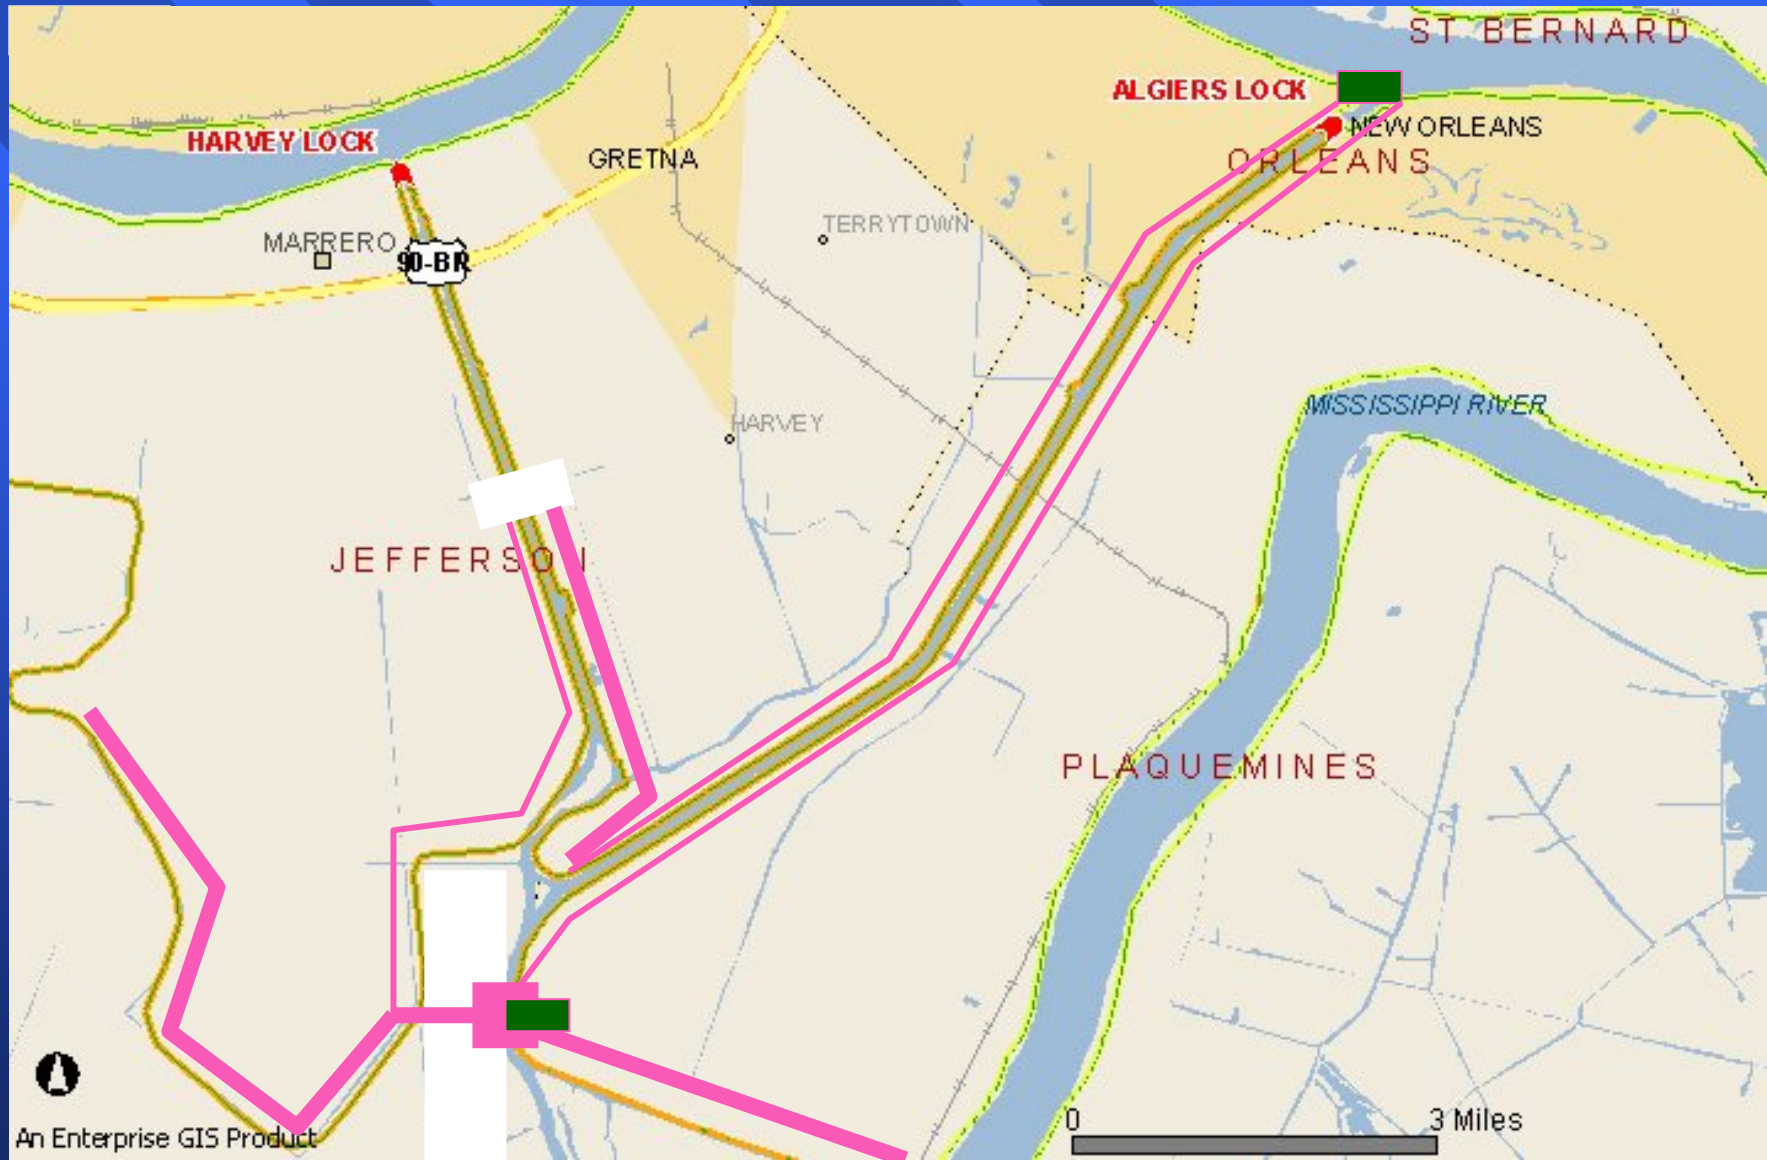 ST BERNARD
ALGIERS LOCK
NEW ORLEANS
ORLEANS
HARVEY LOCK
GRETNA
TERRYTOWN
MARRERO
90-BR
MISSISSIPPI RIVER
HARVEY
JEFFERSON
PLAQUEMINES
0 3 Miles
An Enterprise GIS Product